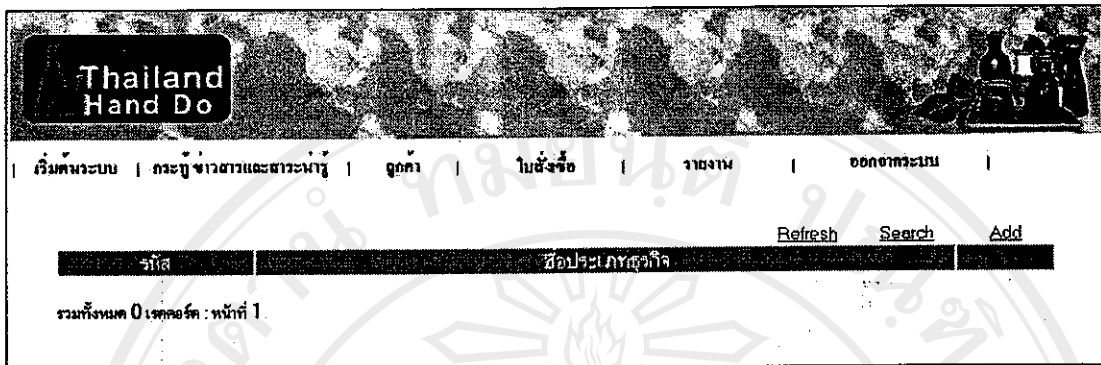 Thailand
Hand Do
| เริ่มต้นระบบ | กระทู้ข่าวสารและสาระน่ารู้ | ลูกค้า | ใบสั่งซื้อ | รายงาน | ออกจากระบบ |
Refresh Search Add
รหัส ชื่อประเภทธุรกิจ
รวมทั้งหมด 0 เรคคอร์ด : หน้าที่ 1